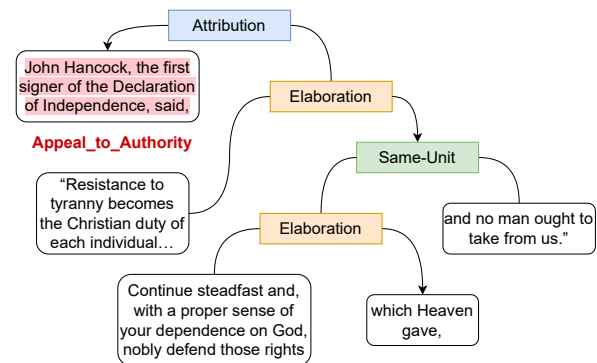 Attribution
John Hancock, the first
signer of the Declaration
of Independence, said,
Appeal_to_Authority
Elaboration
Same-Unit
“Resistance to
tyranny becomes
the Christian duty of
each individual…
and no man ought to
take from us.”
Elaboration
Continue steadfast and,
with a proper sense of
your dependence on God,
nobly defend those rights
which Heaven
gave,